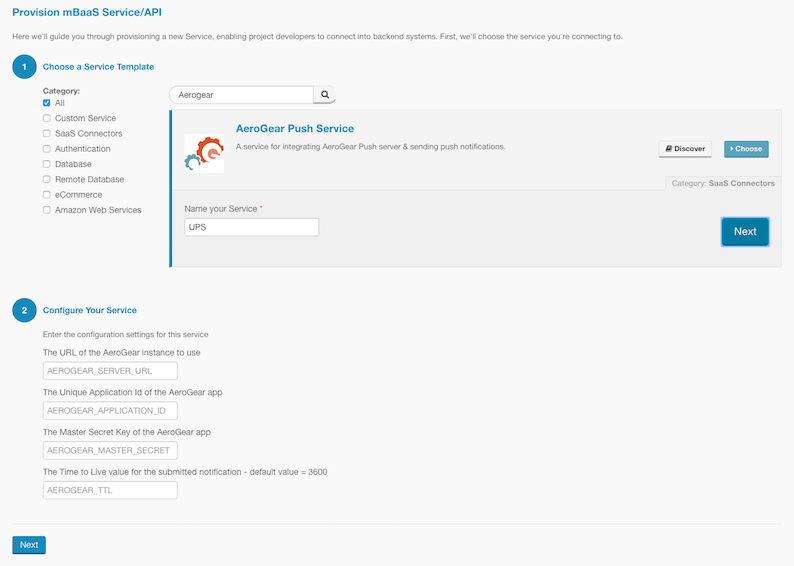 Provision mBaaS Service/API
Here we'll guide you through provisioning a new Service, enabling project developers to connect into backend systems. First, we'll choose the service you're connecting to.
1 Choose a Service Template
Category:
All
Custom Service
SaaS Connectors
Authentication
Database
Remote Database
eCommerce
Amazon Web Services
Aerogear
AeroGear Push Service
A service for integrating AeroGear Push server & sending push notifications.
Discover
Choose
Category: SaaS Connectors
Name your Service *
UPS
Next
2 Configure Your Service
Enter the configuration settings for this service
The URL of the AeroGear instance to use
AEROGEAR_SERVER_URL
The Unique Application Id of the AeroGear app
AEROGEAR_APPLICATION_ID
The Master Secret Key of the AeroGear app
AEROGEAR_MASTER_SECRET
The Time to Live value for the submitted notification - default value = 3600
AEROGEAR_TTL
Next